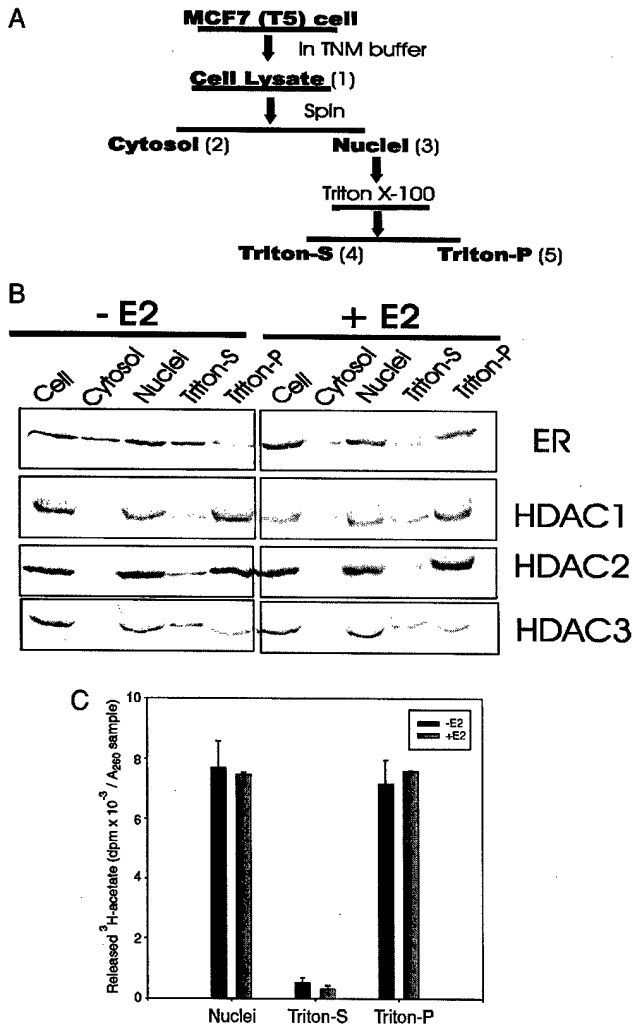 A
MCF7 (T5) cell
In TNM buffer
Cell Lysate (1)
Spin
Cytosol (2) Nuclei (3)
Triton X-100
Triton-S (4) Triton-P (5)
B
- E2 + E2
Cell Cytosol Nuclei Triton-S Triton-P Cell Cytosol Nuclei Triton-S Triton-P
ER
HDAC1
HDAC2
HDAC3
C
Released ³H-acetate (dpm x 10⁻³ / A₂₆₀ sample)
10
8
6
4
2
0
-E2
+E2
Nuclei Triton-S Triton-P